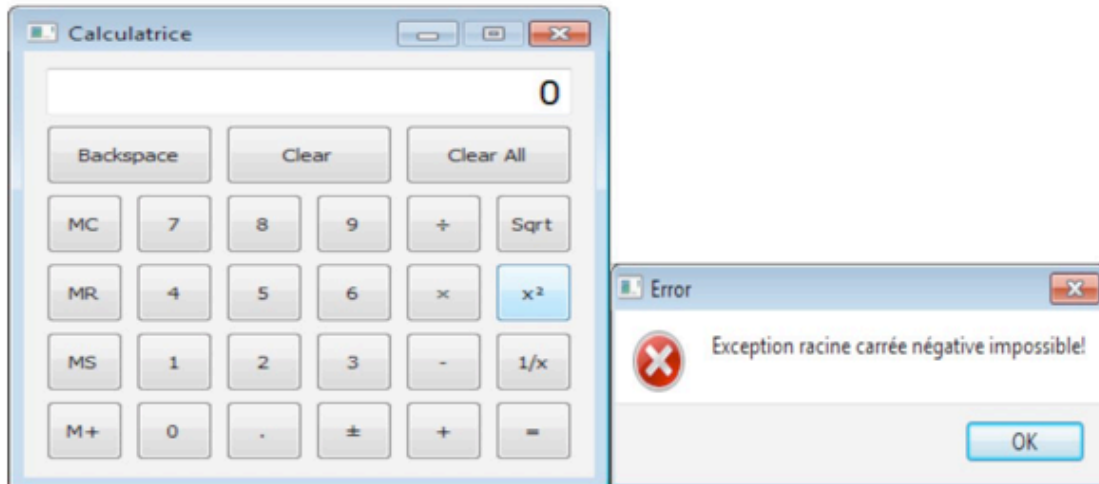 Calculatrice
0
Backspace Clear Clear All
MC 7 8 9 ÷ Sqrt
MR 4 5 6 × x²
MS 1 2 3 - 1/x
M+ 0 . ± + =
Error
Exception racine carrée négative impossible!
OK